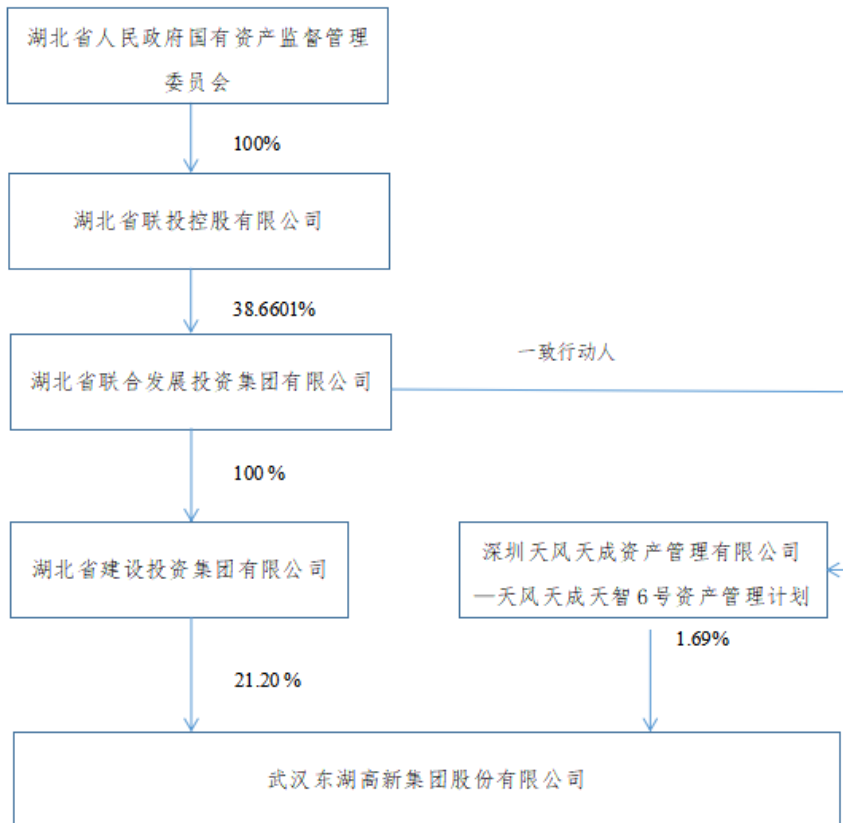 湖北省人民政府国有资产监督管理
委员会
100%
湖北省联投控股有限公司
38.6601%
一致行动人
湖北省联合发展投资集团有限公司
100 %
湖北省建设投资集团有限公司
深圳天风天成资产管理有限公司
—天风天成天智 6 号资产管理计划
1.69%
21.20 %
武汉东湖高新集团股份有限公司